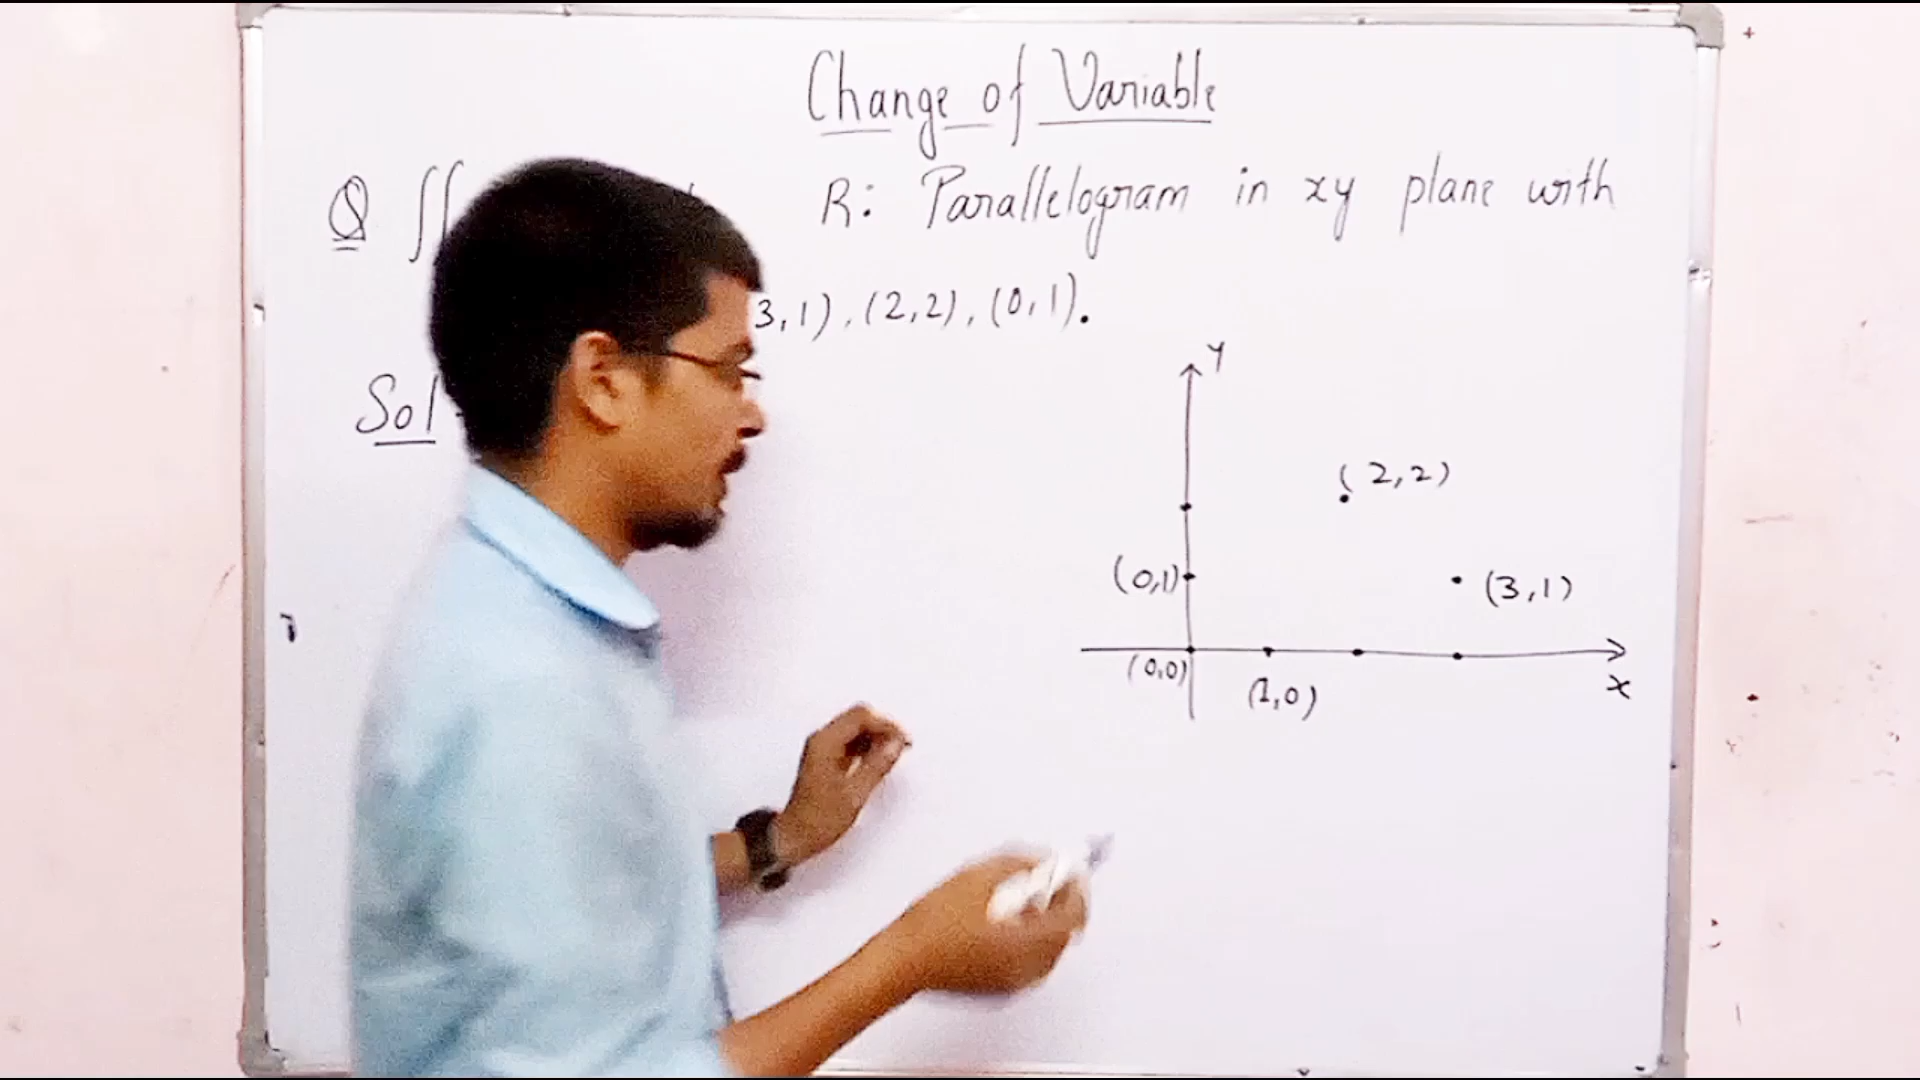 Change of Variable
Q ∬ R: Parallelogram in xy plane with
3,1), (2,2), (0,1).
Sol
Y
(2,2)
(0,1)
(3,1)
(0,0)
(1,0)
x